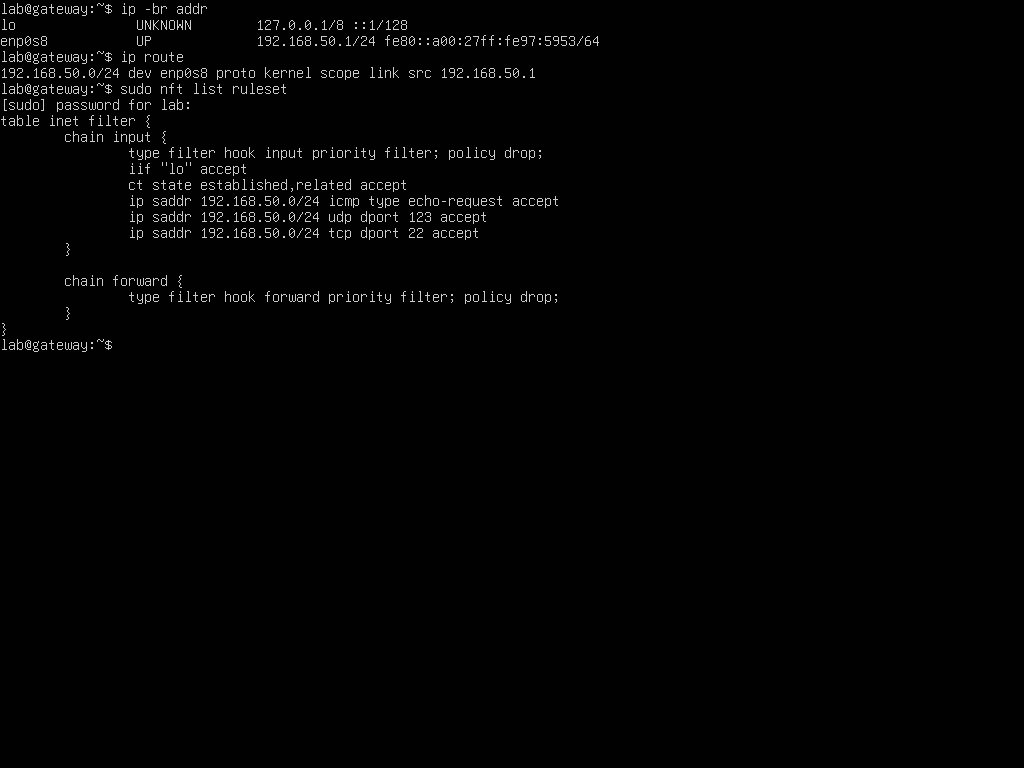 lab@gateway:~$ ip -br addr
lo               UNKNOWN        127.0.0.1/8 ::1/128
enp0s8           UP             192.168.50.1/24 fe80::a00:27ff:fe97:5953/64
lab@gateway:~$ ip route
192.168.50.0/24 dev enp0s8 proto kernel scope link src 192.168.50.1
lab@gateway:~$ sudo nft list ruleset
[sudo] password for lab:
table inet filter {
        chain input {
                type filter hook input priority filter; policy drop;
                iif "lo" accept
                ct state established,related accept
                ip saddr 192.168.50.0/24 icmp type echo-request accept
                ip saddr 192.168.50.0/24 udp dport 123 accept
                ip saddr 192.168.50.0/24 tcp dport 22 accept
        }

        chain forward {
                type filter hook forward priority filter; policy drop;
        }
}
lab@gateway:~$